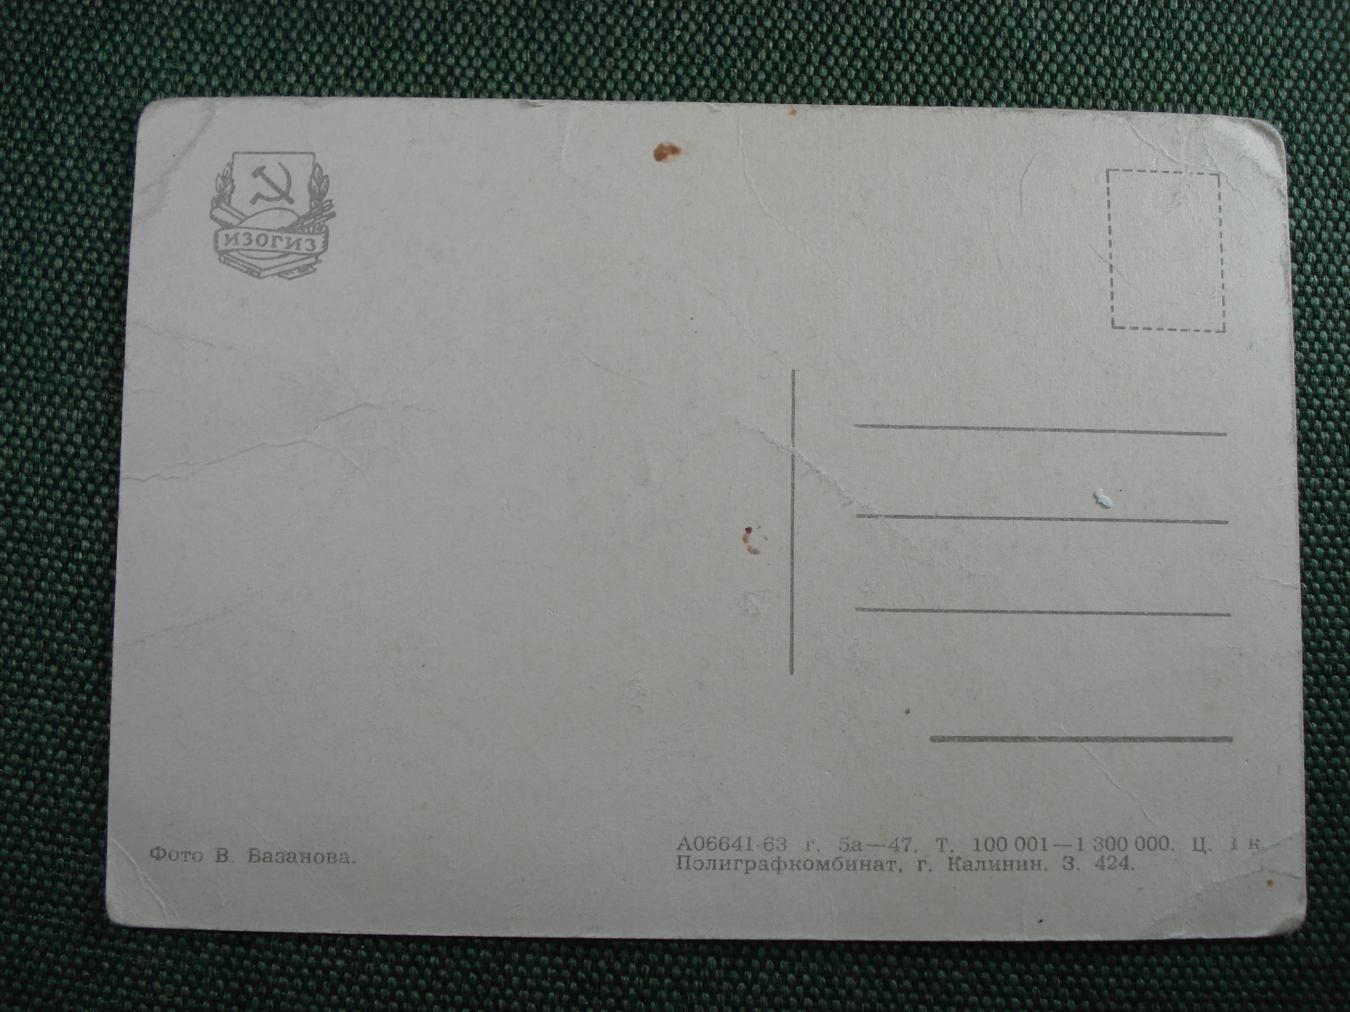 ИЗОГИЗ
Фото В. Базанова.
А06641-63 г. 5а—47. Т. 100 001—1 300 000. Ц. 1 к.
Полиграфкомбинат, г. Калинин. З. 424.